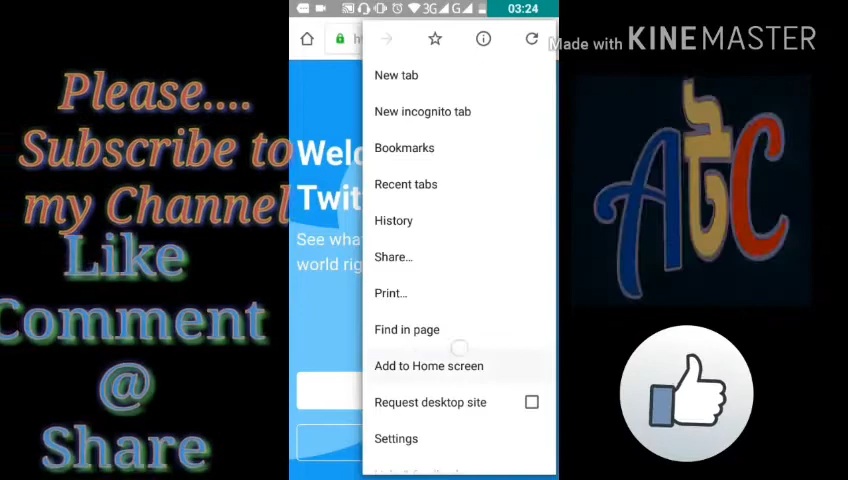 Please....
Subscribe to
my Channel
Like
Comment
@
Share
3G
G
03:24
New tab
New incognito tab
Bookmarks
Recent tabs
History
Share...
Print...
Find in page
Add to Home screen
Request desktop site
Settings
Welc
Twit
See wha
world rig
Made with KINEMASTER
AটC